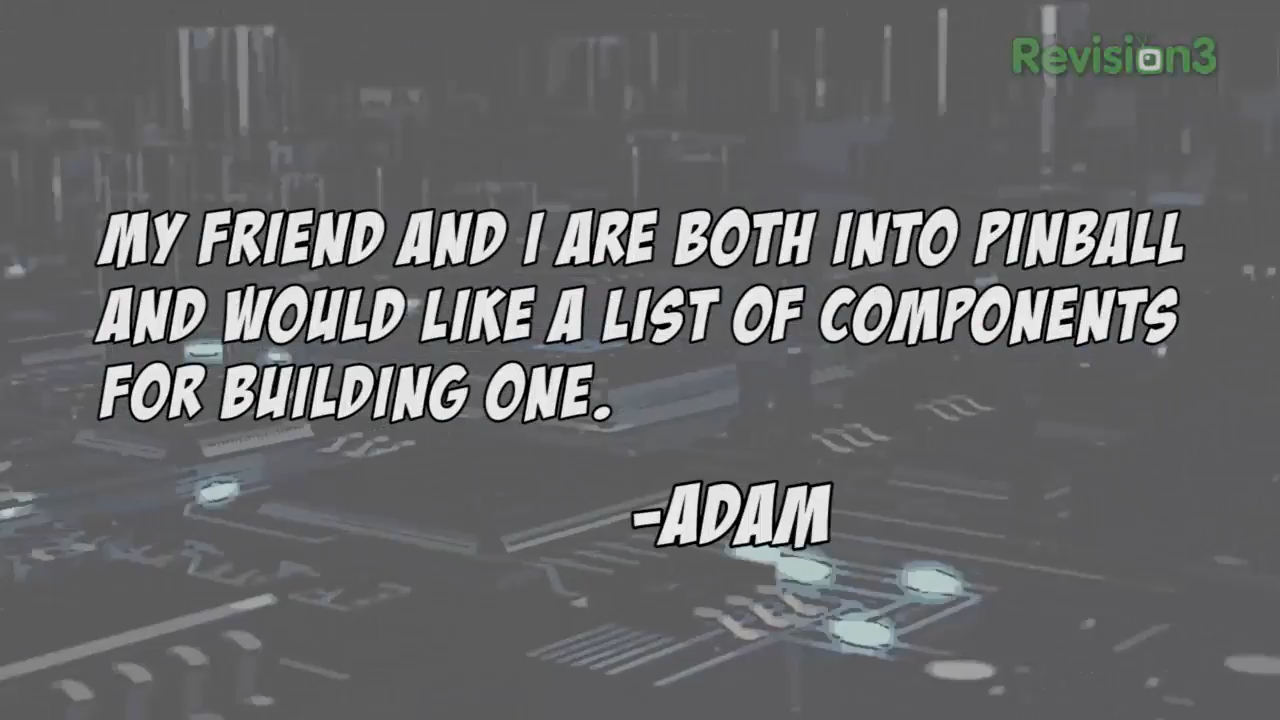 Revision3
MY FRIEND AND I ARE BOTH INTO PINBALL
AND WOULD LIKE A LIST OF COMPONENTS
FOR BUILDING ONE.
-ADAM